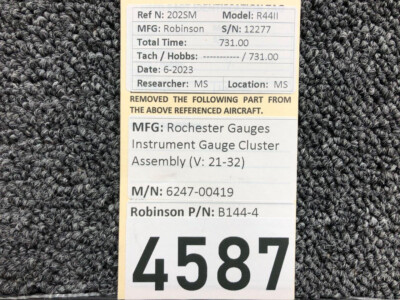 Ref N: 202SM Model: R44II
MFG: Robinson S/N: 12277
Total Time: 731.00
Tach / Hobbs: ----------- / 731.00
Date: 6-2023
Researcher: MS Location: MS
REMOVED THE FOLLOWING PART FROM
THE ABOVE REFERENCED AIRCRAFT.
MFG: Rochester Gauges
Instrument Gauge Cluster
Assembly (V: 21-32)
M/N: 6247-00419
Robinson P/N: B144-4
4587